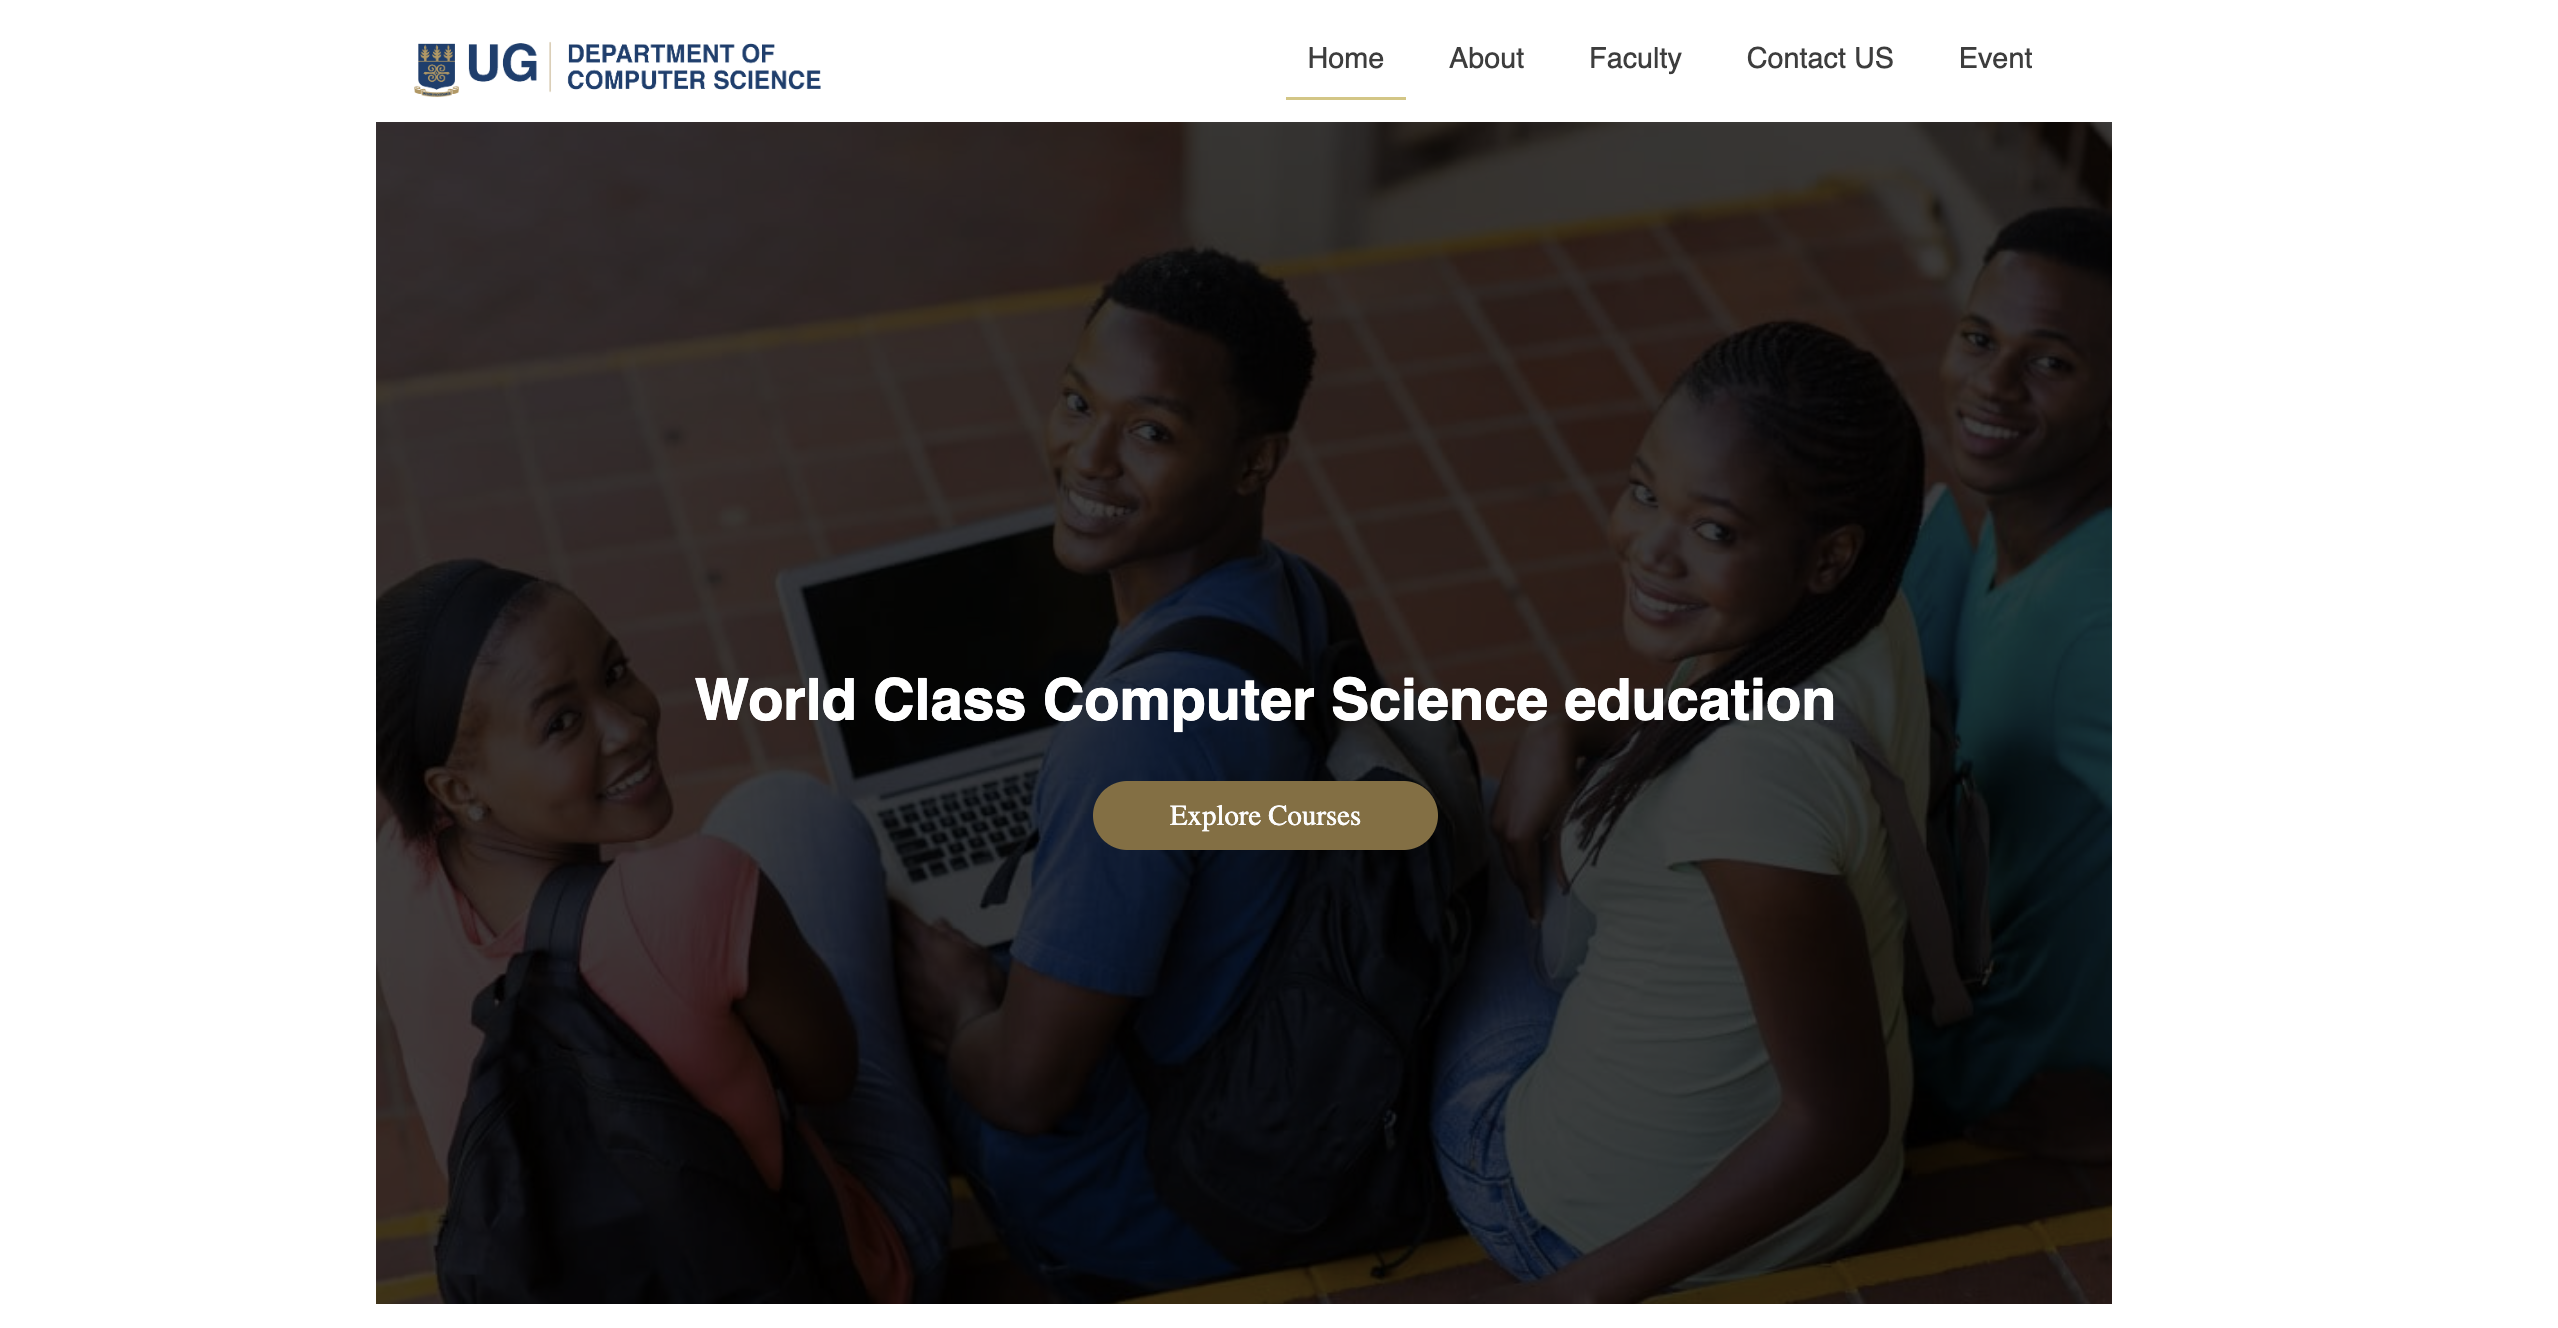 UG
DEPARTMENT OF
COMPUTER SCIENCE
Home About Faculty Contact US Event
World Class Computer Science education
Explore Courses